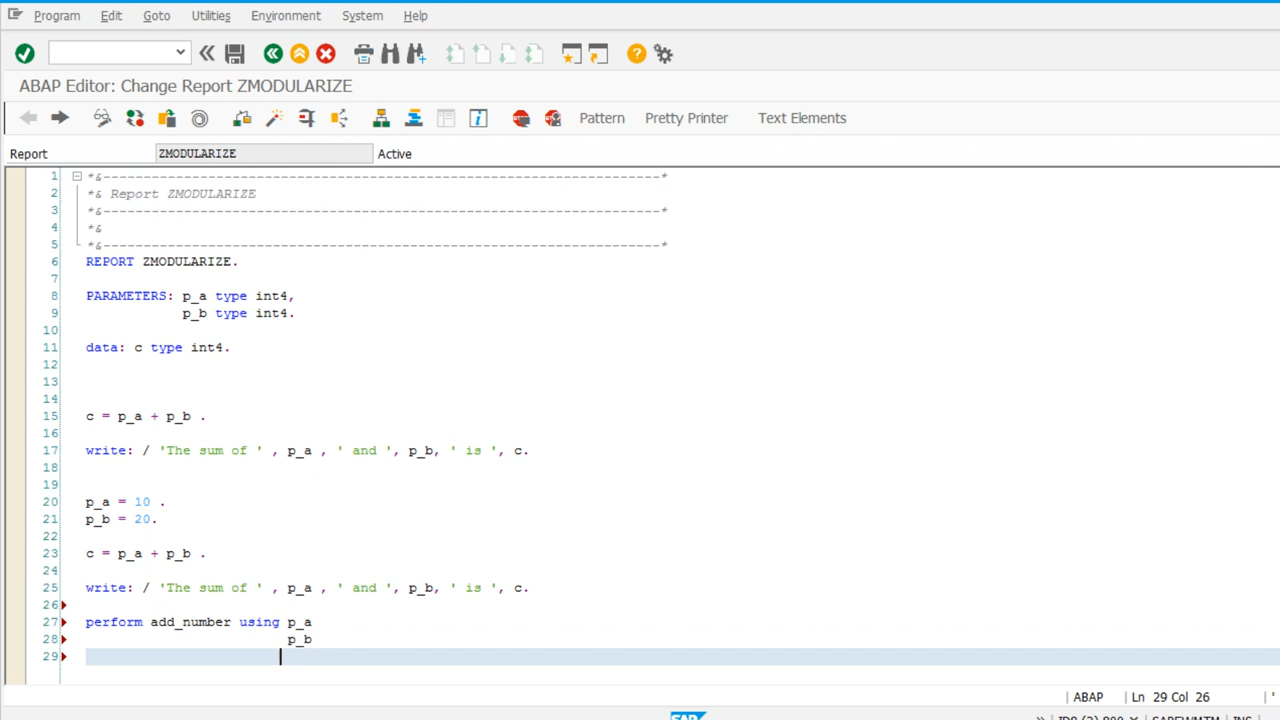 Program Edit Goto Utilities Environment System Help
ABAP Editor: Change Report ZMODULARIZE
Pattern Pretty Printer Text Elements
Report ZMODULARIZE Active
1 *&---------------------------------------------------------------------*
2 *& Report ZMODULARIZE
3 *&---------------------------------------------------------------------*
4 *&
5 *&---------------------------------------------------------------------*
6 REPORT ZMODULARIZE.
7
8 PARAMETERS: p_a type int4,
9 p_b type int4.
10
11 data: c type int4.
12
13
14
15 c = p_a + p_b .
16
17 write: / 'The sum of ' , p_a , ' and ', p_b, ' is ', c.
18
19
20 p_a = 10 .
21 p_b = 20.
22
23 c = p_a + p_b .
24
25 write: / 'The sum of ' , p_a , ' and ', p_b, ' is ', c.
26
27 perform add_number using p_a
28 p_b
29
ABAP Ln 29 Col 26
SAP